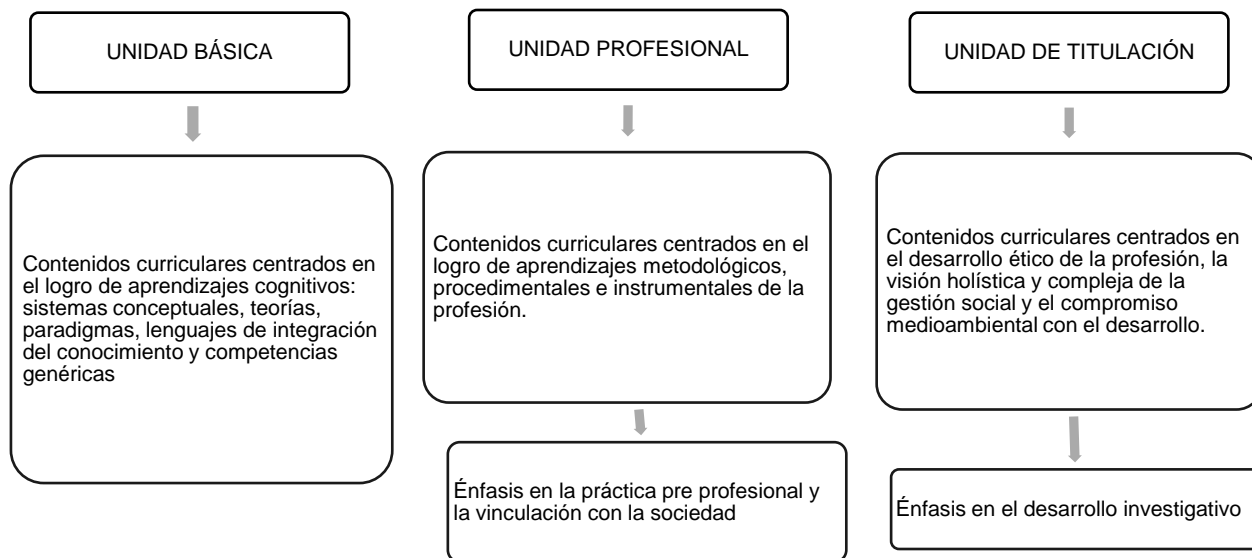 UNIDAD BÁSICA
UNIDAD PROFESIONAL
UNIDAD DE TITULACIÓN
Contenidos curriculares centrados en
el logro de aprendizajes cognitivos:
sistemas conceptuales, teorías,
paradigmas, lenguajes de integración
del conocimiento y competencias
genéricas
Contenidos curriculares centrados en el
logro de aprendizajes metodológicos,
procedimentales e instrumentales de la
profesión.
Contenidos curriculares centrados en
el desarrollo ético de la profesión, la
visión holística y compleja de la
gestión social y el compromiso
medioambiental con el desarrollo.
Énfasis en la práctica pre profesional y
la vinculación con la sociedad
Énfasis en el desarrollo investigativo